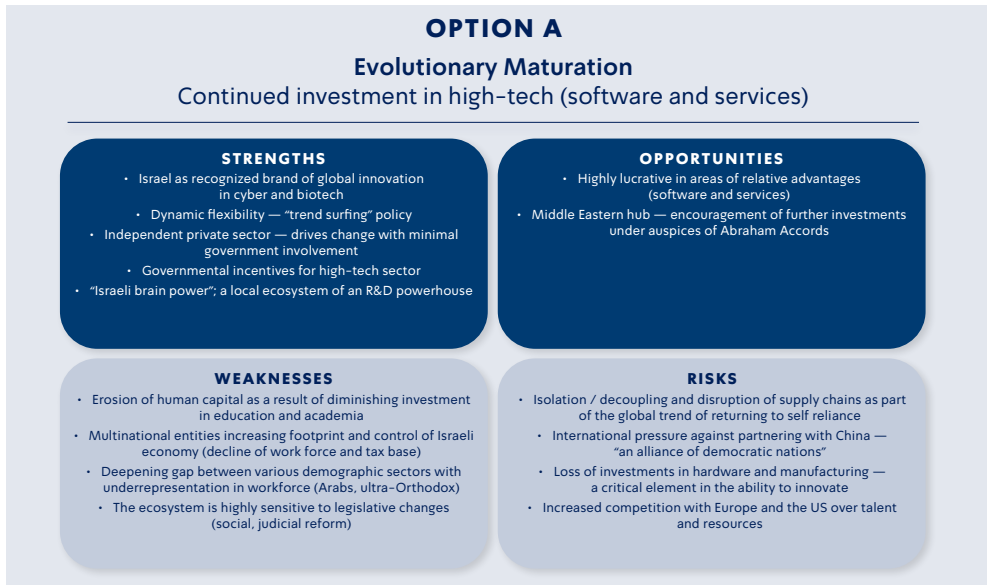 OPTION A
Evolutionary Maturation
Continued investment in high-tech (software and services)
STRENGTHS
• Israel as recognized brand of global innovation
in cyber and biotech
• Dynamic flexibility — “trend surfing” policy
• Independent private sector — drives change with minimal
government involvement
• Governmental incentives for high-tech sector
• “Israeli brain power”; a local ecosystem of an R&D powerhouse
OPPORTUNITIES
• Highly lucrative in areas of relative advantages
(software and services)
• Middle Eastern hub — encouragement of further investments
under auspices of Abraham Accords
WEAKNESSES
• Erosion of human capital as a result of diminishing investment
in education and academia
• Multinational entities increasing footprint and control of Israeli
economy (decline of work force and tax base)
• Deepening gap between various demographic sectors with
underrepresentation in workforce (Arabs, ultra-Orthodox)
• The ecosystem is highly sensitive to legislative changes
(social, judicial reform)
RISKS
• Isolation / decoupling and disruption of supply chains as part
of the global trend of returning to self reliance
• International pressure against partnering with China —
“an alliance of democratic nations”
• Loss of investments in hardware and manufacturing —
a critical element in the ability to innovate
• Increased competition with Europe and the US over talent
and resources